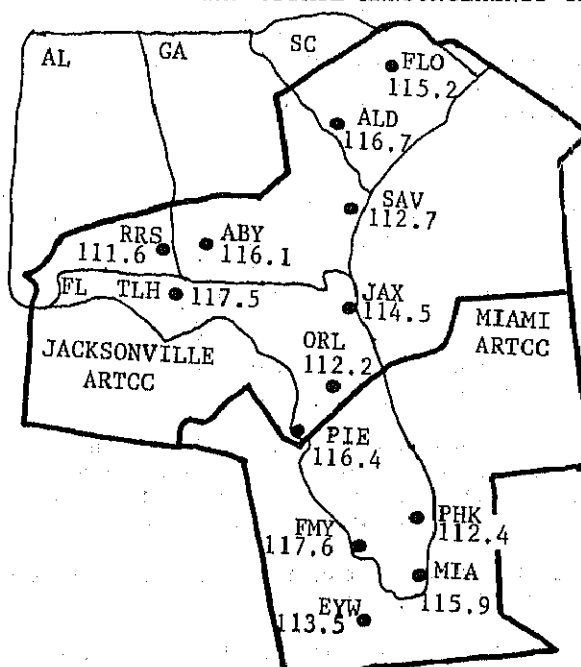 AL
GA
SC
FLO
115.2
ALD
116.7
SAV
112.7
RRS
111.6
ABY
116.1
FL
TLH
117.5
JAX
114.5
MIAMI
ARTCC
JACKSONVILLE
ARTCC
ORL
112.2
PIE
116.4
PHK
112.4
FMY
117.6
MIA
115.9
EYW
113.5